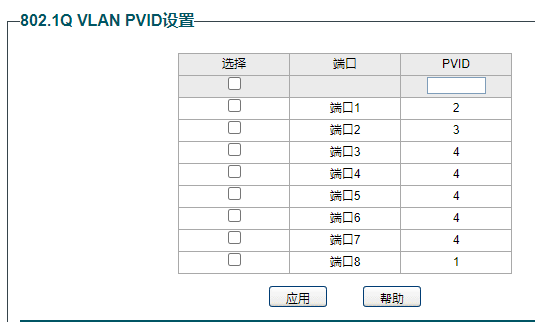 802.1Q VLAN PVID设置
选择 端口 PVID
端口1 2
端口2 3
端口3 4
端口4 4
端口5 4
端口6 4
端口7 4
端口8 1
应用 帮助